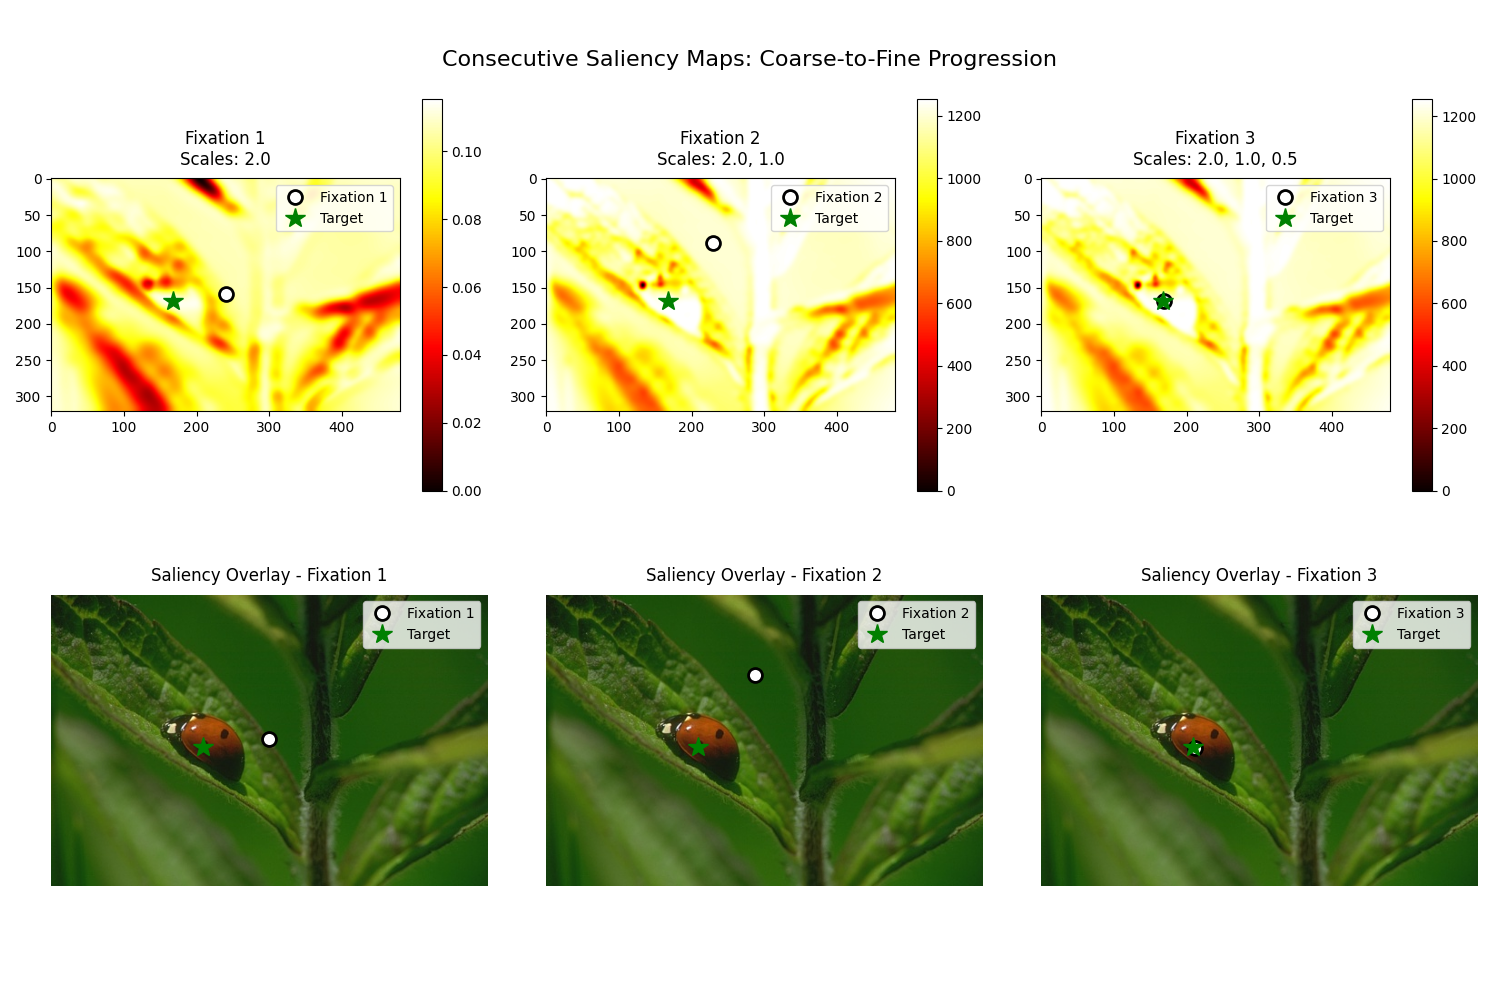 Consecutive Saliency Maps: Coarse-to-Fine Progression
Fixation 1
Scales: 2.0
Fixation 1
Target
0
50
100
150
200
250
300
0 100 200 300 400
0.10
0.08
0.06
0.04
0.02
0.00
Fixation 2
Scales: 2.0, 1.0
Fixation 2
Target
0
50
100
150
200
250
300
0 100 200 300 400
1200
1000
800
600
400
200
0
Fixation 3
Scales: 2.0, 1.0, 0.5
Fixation 3
Target
0
50
100
150
200
250
300
0 100 200 300 400
1200
1000
800
600
400
200
0
Saliency Overlay - Fixation 1
Fixation 1
Target
Saliency Overlay - Fixation 2
Fixation 2
Target
Saliency Overlay - Fixation 3
Fixation 3
Target